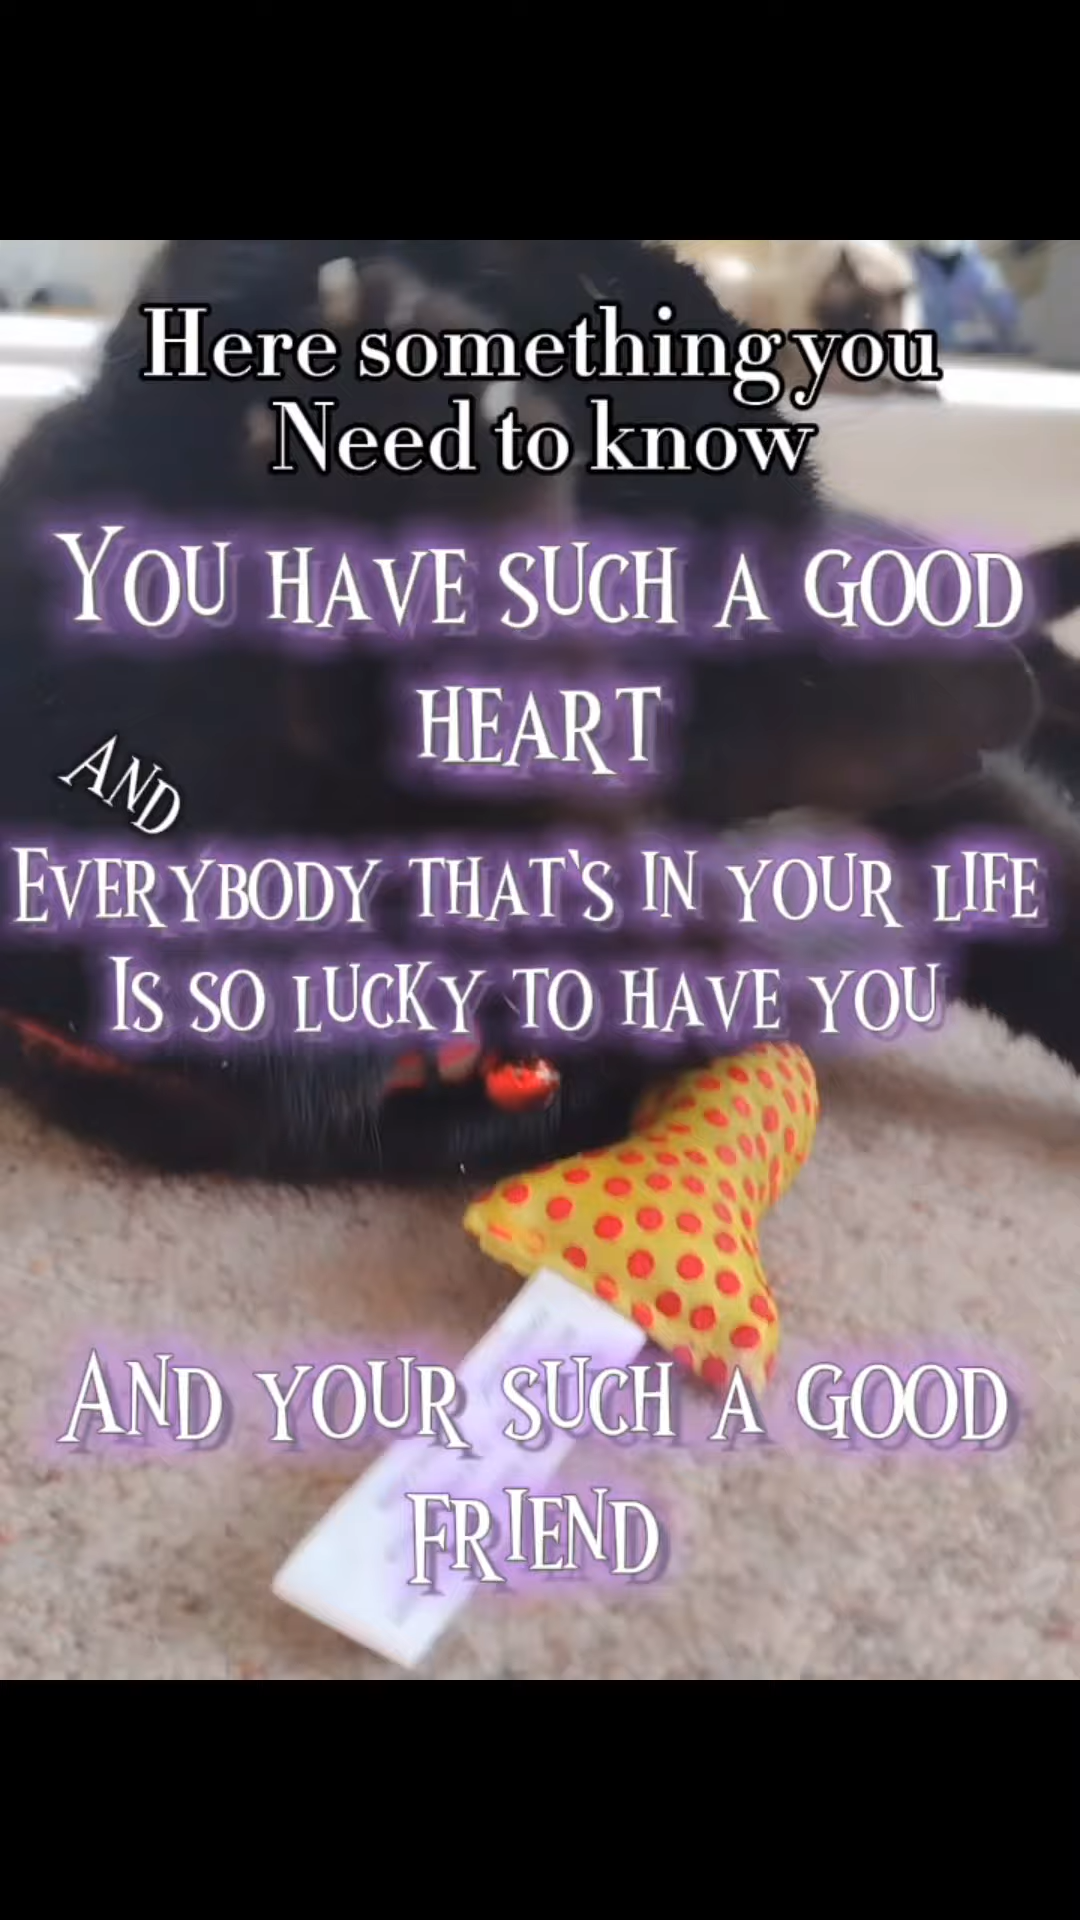 Here something you
Need to know
You have such a good
heart
And
Everybody that's in your life
Is so lucky to have you
And your such a good
friend